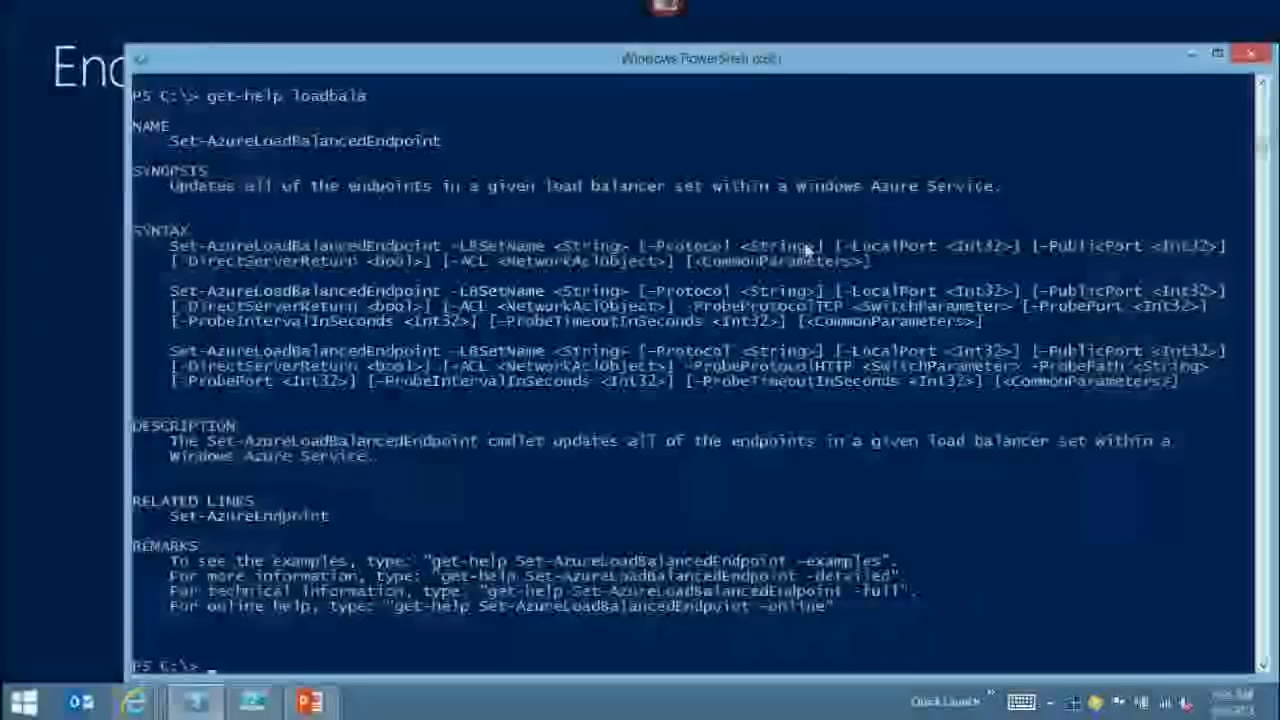 Enc
Windows PowerShell (x86)
PS C:\> get-help loadbala
NAME
Set-AzureLoadBalancedEndpoint
SYNOPSIS
Updates all of the endpoints in a given load balancer set within a Windows Azure Service.
SYNTAX
Set-AzureLoadBalancedEndpoint -LBSetName <String> [-Protocol <String>] [-LocalPort <Int32>] [-PublicPort <Int32>]
[-DirectServerReturn <bool>] [-ACL <NetworkAclObject>] [<CommonParameters>]
Set-AzureLoadBalancedEndpoint -LBSetName <String> [-Protocol <String>] [-LocalPort <Int32>] [-PublicPort <Int32>]
[-DirectServerReturn <bool>] [-ACL <NetworkAclObject>] -ProbeProtocolTCP <SwitchParameter> [-ProbePort <Int32>]
[-ProbeIntervalInSeconds <Int32>] [-ProbeTimeoutInSeconds <Int32>] [<CommonParameters>]
Set-AzureLoadBalancedEndpoint -LBSetName <String> [-Protocol <String>] [-LocalPort <Int32>] [-PublicPort <Int32>]
[-DirectServerReturn <bool>] [-ACL <NetworkAclObject>] -ProbeProtocolHTTP <SwitchParameter> -ProbePath <String>
[-ProbePort <Int32>] [-ProbeIntervalInSeconds <Int32>] [-ProbeTimeoutInSeconds <Int32>] [<CommonParameters>]
DESCRIPTION
The Set-AzureLoadBalancedEndpoint cmdlet updates all of the endpoints in a given load balancer set within a
Windows Azure Service.
RELATED LINKS
Set-AzureEndpoint
REMARKS
To see the examples, type: "get-help Set-AzureLoadBalancedEndpoint -examples".
For more information, type: "get-help Set-AzureLoadBalancedEndpoint -detailed".
For technical information, type: "get-help Set-AzureLoadBalancedEndpoint -full".
For online help, type: "get-help Set-AzureLoadBalancedEndpoint -online"
PS C:\> _
Quick Launch »